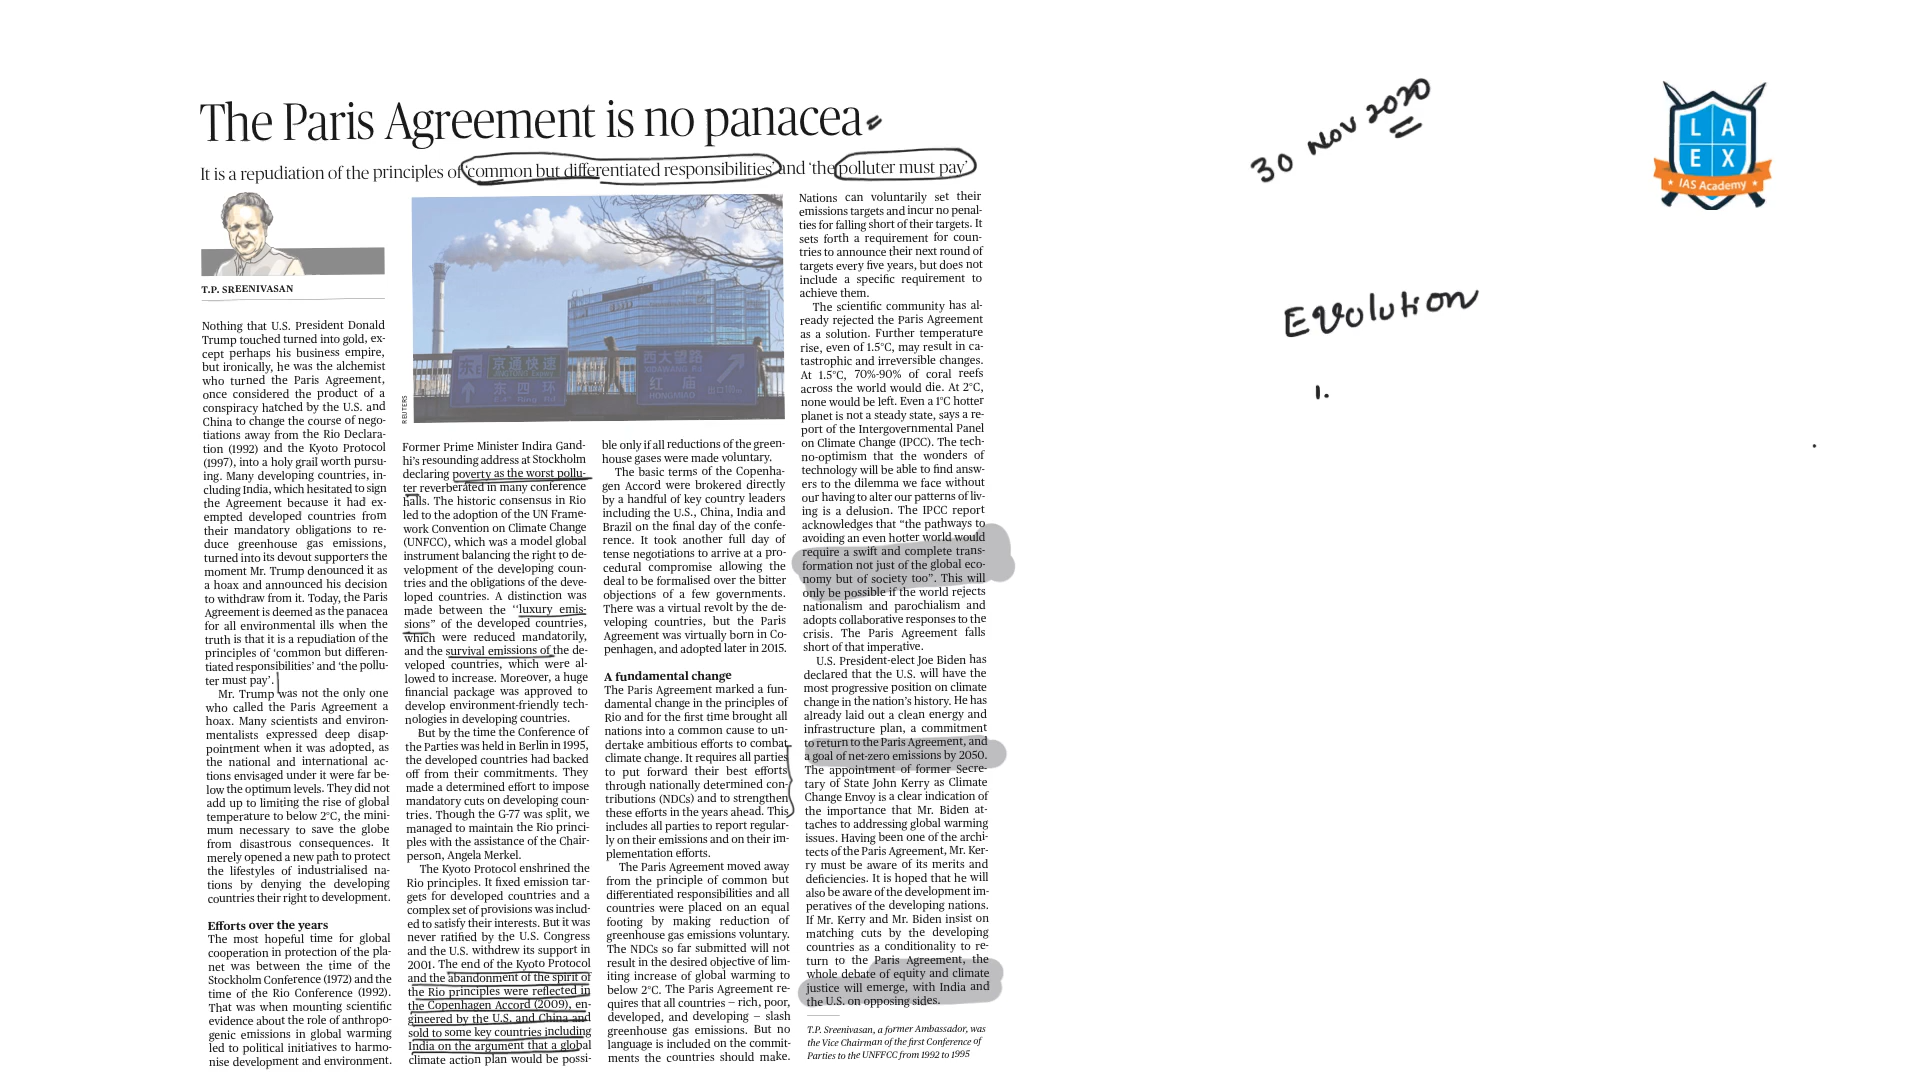 The Paris Agreement is no panacea
It is a repudiation of the principles of 'common but differentiated responsibilities' and 'the polluter must pay'
T.P. SREENIVASAN
Nothing that U.S. President Donald
Trump touched turned into gold, ex-
cept perhaps his business empire,
but ironically, he was the alchemist
who turned the Paris Agreement,
once considered the product of a
conspiracy hatched by the U.S. and
China to change the course of nego-
tiations away from the Rio Declara-
tion (1992) and the Kyoto Protocol
(1997), into a holy grail worth pursu-
ing. Many developing countries, in-
cluding India, which hesitated to sign
the Agreement because it had ex-
empted developed countries from
their mandatory obligations to re-
duce greenhouse gas emissions,
turned into its devout supporters the
moment Mr. Trump denounced it as
a hoax and announced his decision
to withdraw from it. Today, the Paris
Agreement is deemed as the panacea
for all environmental ills when the
truth is that it is a repudiation of the
principles of 'common but differen-
tiated responsibilities' and 'the pollu-
ter must pay'.
Mr. Trump was not the only one
who called the Paris Agreement a
hoax. Many scientists and environ-
mentalists expressed deep disap-
pointment when it was adopted, as
the national and international ac-
tions envisaged under it were far be-
low the optimum levels. They did not
add up to limiting the rise of global
temperature to below 2°C, the mini-
mum necessary to save the globe
from disastrous consequences. It
merely opened a new path to protect
the lifestyles of industrialised na-
tions by denying the developing
countries their right to development.
Efforts over the years
The most hopeful time for global
cooperation in protection of the pla-
net was between the time of the
Stockholm Conference (1972) and the
time of the Rio Conference (1992).
That was when mounting scientific
evidence about the role of anthropo-
genic emissions in global warming
led to political initiatives to harmo-
nise development and environment.
REUTERS
京通快速
东四环
西大望路
XIDAWANG RD
红庙
HONGMIAO
Former Prime Minister Indira Gand-
hi's resounding address at Stockholm
declaring poverty as the worst pollu-
ter reverberated in many conference
halls. The historic consensus in Rio
led to the adoption of the UN Frame-
work Convention on Climate Change
(UNFCC), which was a model global
instrument balancing the right to de-
velopment of the developing coun-
tries and the obligations of the deve-
loped countries. A distinction was
made between the "luxury emis-
sions" of the developed countries,
which were reduced mandatorily,
and the survival emissions of the de-
veloped countries, which were al-
lowed to increase. Moreover, a huge
financial package was approved to
develop environment-friendly tech-
nologies in developing countries.
But by the time the Conference of
the Parties was held in Berlin in 1995,
the developed countries had backed
off from their commitments. They
made a determined effort to impose
mandatory cuts on developing coun-
tries. Though the G-77 was split, we
managed to maintain the Rio princi-
ples with the assistance of the Chair-
person, Angela Merkel.
The Kyoto Protocol enshrined the
Rio principles. It fixed emission tar-
gets for developed countries and a
complex set of provisions was includ-
ed to satisfy their interests. But it was
never ratified by the U.S. Congress
and the U.S. withdrew its support in
2001. The end of the Kyoto Protocol
and the abandonment of the spirit of
the Rio principles were reflected in
the Copenhagen Accord (2009), en-
gineered by the U.S. and China and
sold to some key countries including
India on the argument that a global
climate action plan would be possi-
ble only if all reductions of the green-
house gases were made voluntary.
The basic terms of the Copenha-
gen Accord were brokered directly
by a handful of key country leaders
including the U.S., China, India and
Brazil on the final day of the confe-
rence. It took another full day of
tense negotiations to arrive at a pro-
cedural compromise allowing the
deal to be formalised over the bitter
objections of a few governments.
There was a virtual revolt by the de-
veloping countries, but the Paris
Agreement was virtually born in Co-
penhagen, and adopted later in 2015.
A fundamental change
The Paris Agreement marked a fun-
damental change in the principles of
Rio and for the first time brought all
nations into a common cause to un-
dertake ambitious efforts to combat
climate change. It requires all parties
to put forward their best efforts
through nationally determined con-
tributions (NDCs) and to strengthen
these efforts in the years ahead. This
includes all parties to report regular-
ly on their emissions and on their im-
plementation efforts.
The Paris Agreement moved away
from the principle of common but
differentiated responsibilities and all
countries were placed on an equal
footing by making reduction of
greenhouse gas emissions voluntary.
The NDCs so far submitted will not
result in the desired objective of lim-
iting increase of global warming to
below 2°C. The Paris Agreement re-
quires that all countries – rich, poor,
developed, and developing – slash
greenhouse gas emissions. But no
language is included on the commit-
ments the countries should make.
Nations can voluntarily set their
emissions targets and incur no penal-
ties for falling short of their targets. It
sets forth a requirement for coun-
tries to announce their next round of
targets every five years, but does not
include a specific requirement to
achieve them.
The scientific community has al-
ready rejected the Paris Agreement
as a solution. Further temperature
rise, even of 1.5°C, may result in ca-
tastrophic and irreversible changes.
At 1.5°C, 70%-90% of coral reefs
across the world would die. At 2°C,
none would be left. Even a 1°C hotter
planet is not a steady state, says a re-
port of the Intergovernmental Panel
on Climate Change (IPCC). The tech-
no-optimism that the wonders of
technology will be able to find answ-
ers to the dilemma we face without
our having to alter our patterns of liv-
ing is a delusion. The IPCC report
acknowledges that "the pathways to
avoiding an even hotter world would
require a swift and complete trans-
formation not just of the global eco-
nomy but of society too". This will
only be possible if the world rejects
nationalism and parochialism and
adopts collaborative responses to the
crisis. The Paris Agreement falls
short of that imperative.
U.S. President-elect Joe Biden has
declared that the U.S. will have the
most progressive position on climate
change in the nation's history. He has
already laid out a clean energy and
infrastructure plan, a commitment
to return to the Paris Agreement, and
a goal of net-zero emissions by 2050.
The appointment of former Secre-
tary of State John Kerry as Climate
Change Envoy is a clear indication of
the importance that Mr. Biden at-
taches to addressing global warming
issues. Having been one of the archi-
tects of the Paris Agreement, Mr. Ker-
ry must be aware of its merits and
deficiencies. It is hoped that he will
also be aware of the development im-
peratives of the developing nations.
If Mr. Kerry and Mr. Biden insist on
matching cuts by the developing
countries as a conditionality to re-
turn to the Paris Agreement, the
whole debate of equity and climate
justice will emerge, with India and
the U.S. on opposing sides.
T.P. Sreenivasan, a former Ambassador, was
the Vice Chairman of the first Conference of
Parties to the UNFFCC from 1992 to 1995
30 Nov 2020
Evolution
1.
LA
EX
IAS Academy